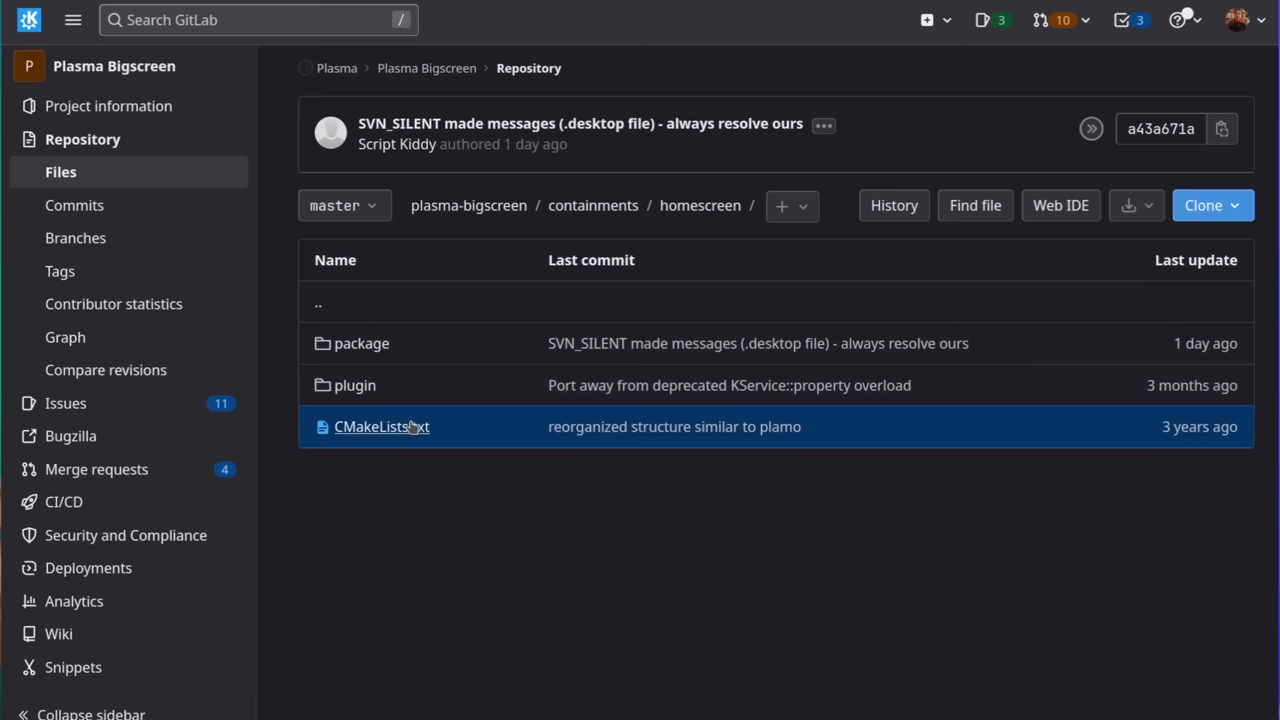 Search GitLab
/
3
10
3
P
Plasma Bigscreen
Project information
Repository
Files
Commits
Branches
Tags
Contributor statistics
Graph
Compare revisions
Issues
11
Bugzilla
Merge requests
4
CI/CD
Security and Compliance
Deployments
Analytics
Wiki
Snippets
Collapse sidebar
Plasma › Plasma Bigscreen › Repository
SVN_SILENT made messages (.desktop file) - always resolve ours
Script Kiddy authored 1 day ago
a43a671a
master
plasma-bigscreen / containments / homescreen /
History
Find file
Web IDE
Clone
Name Last commit Last update
..
package SVN_SILENT made messages (.desktop file) - always resolve ours 1 day ago
plugin Port away from deprecated KService::property overload 3 months ago
CMakeLists.txt reorganized structure similar to plamo 3 years ago